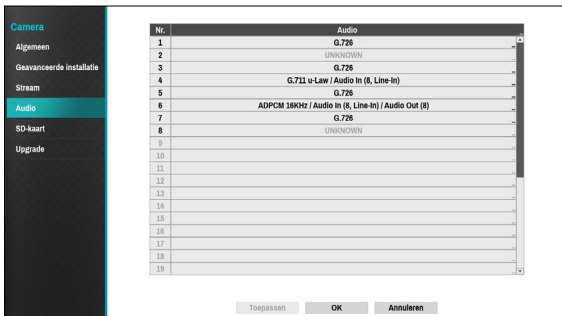 Camera
Algemeen
Geavanceerde installatie
Stream
Audio
SD-kaart
Upgrade
Nr. Audio ...
1 G.726 ...
2 UNKNOWN ...
3 G.726 ...
4 G.711 u-Law / Audio In (8, Line-In) ...
5 G.726 ...
6 ADPCM 16KHz / Audio In (8, Line-In) / Audio Out (8) ...
7 G.726 ...
8 UNKNOWN ...
9 ...
10 ...
11 ...
12 ...
13 ...
14 ...
15 ...
16 ...
17 ...
18 ...
19 ...
Toepassen OK Annuleren